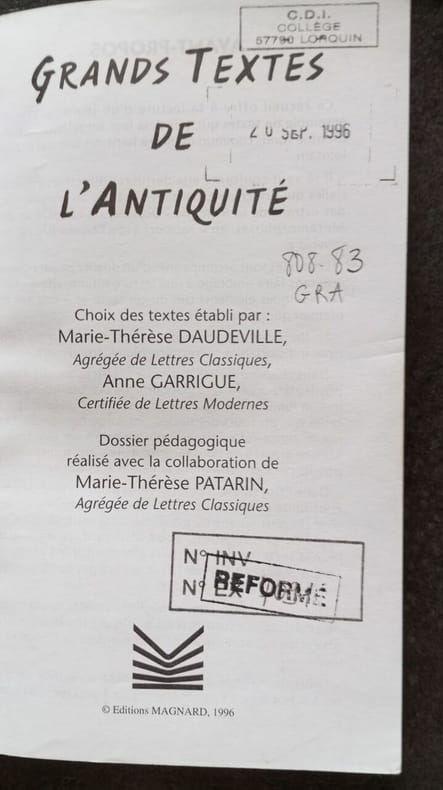 C.D.I.
COLLÈGE
57790 LORQUIN
GRANDS TEXTES
DE
20 SEP. 1996
L'ANTIQUITÉ
808.83
GRA
Choix des textes établi par :
Marie-Thérèse DAUDEVILLE,
Agrégée de Lettres Classiques,
Anne GARRIGUE,
Certifiée de Lettres Modernes
Dossier pédagogique
réalisé avec la collaboration de
Marie-Thérèse PATARIN,
Agrégée de Lettres Classiques
N° INV
N° EX
REFORMÉ
© Editions MAGNARD, 1996